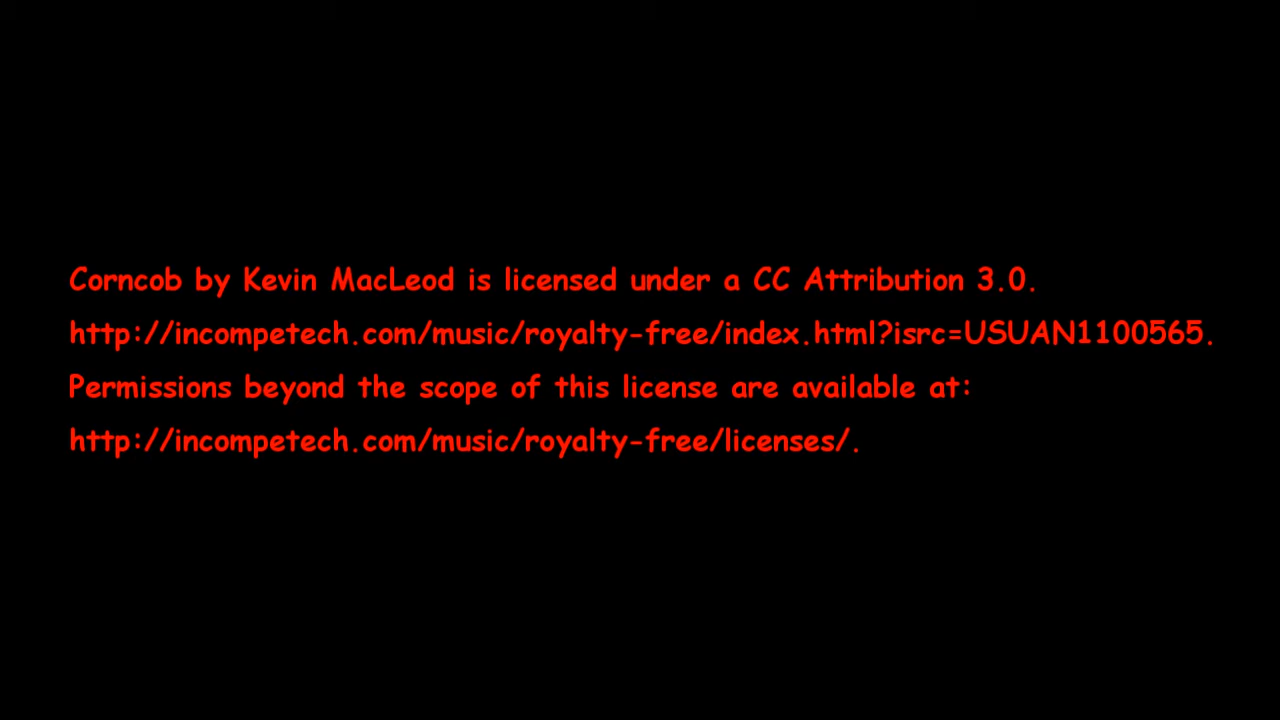 Corncob by Kevin MacLeod is licensed under a CC Attribution 3.0.
http://incompetech.com/music/royalty-free/index.html?isrc=USUAN1100565.
Permissions beyond the scope of this license are available at:
http://incompetech.com/music/royalty-free/licenses/.